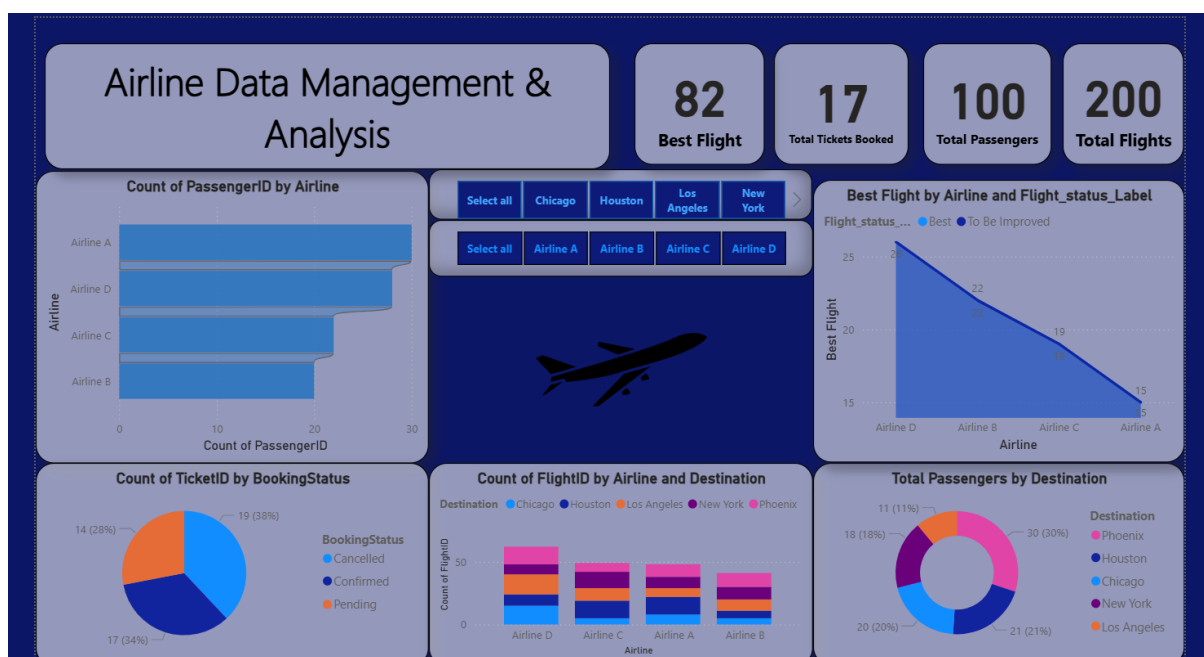 Airline Data Management &
Analysis
82
Best Flight
17
Total Tickets Booked
100
Total Passengers
200
Total Flights
Count of PassengerID by Airline
Airline
Airline A
Airline D
Airline C
Airline B
0 10 20 30
Count of PassengerID
Select all
Chicago
Houston
Los
Angeles
New
York
Select all
Airline A
Airline B
Airline C
Airline D
Best Flight by Airline and Flight_status_Label
Flight_status_... Best To Be Improved
Best Flight
25
20
15
26
22
22
19
19
15
15
Airline D Airline B Airline C Airline A
Airline
Count of TicketID by BookingStatus
14 (28%)
19 (38%)
17 (34%)
BookingStatus
Cancelled
Confirmed
Pending
Count of FlightID by Airline and Destination
Destination Chicago Houston Los Angeles New York Phoenix
Count of FlightID
50
0
Airline D Airline C Airline A Airline B
Airline
Total Passengers by Destination
11 (11%)
18 (18%)
30 (30%)
20 (20%)
21 (21%)
Destination
Phoenix
Houston
Chicago
New York
Los Angeles